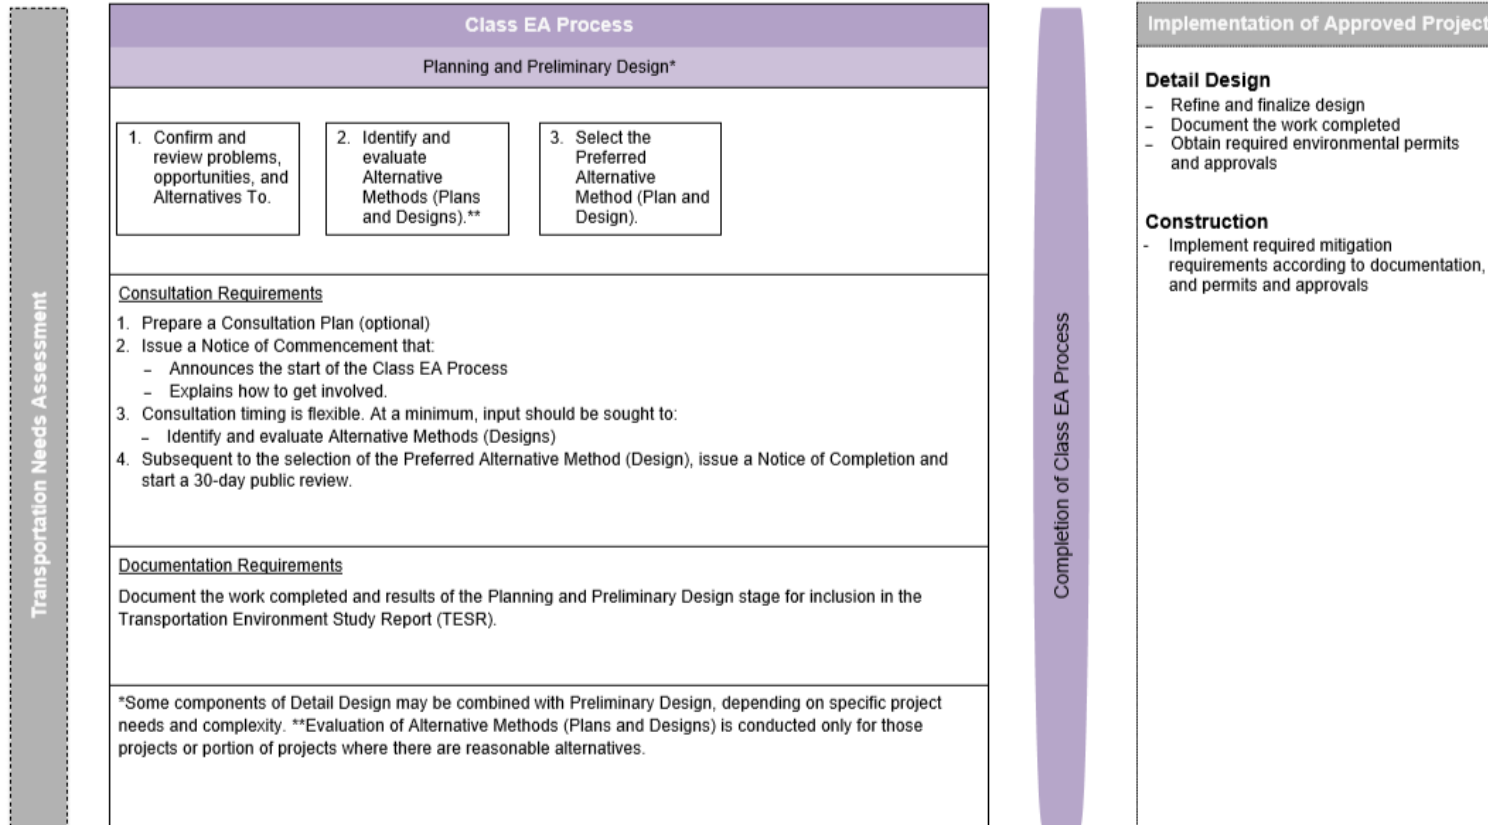 Transportation Needs Assessment
Class EA Process
Planning and Preliminary Design*
1. Confirm and
review problems,
opportunities, and
Alternatives To.
2. Identify and
evaluate
Alternative
Methods (Plans
and Designs).**
3. Select the
Preferred
Alternative
Method (Plan and
Design).
Consultation Requirements
1. Prepare a Consultation Plan (optional)
2. Issue a Notice of Commencement that:
– Announces the start of the Class EA Process
– Explains how to get involved.
3. Consultation timing is flexible. At a minimum, input should be sought to:
– Identify and evaluate Alternative Methods (Designs)
4. Subsequent to the selection of the Preferred Alternative Method (Design), issue a Notice of Completion and
start a 30-day public review.
Documentation Requirements
Document the work completed and results of the Planning and Preliminary Design stage for inclusion in the
Transportation Environment Study Report (TESR).
*Some components of Detail Design may be combined with Preliminary Design, depending on specific project
needs and complexity. **Evaluation of Alternative Methods (Plans and Designs) is conducted only for those
projects or portion of projects where there are reasonable alternatives.
Completion of Class EA Process
Implementation of Approved Project
Detail Design
– Refine and finalize design
– Document the work completed
– Obtain required environmental permits
and approvals
Construction
- Implement required mitigation
requirements according to documentation,
and permits and approvals